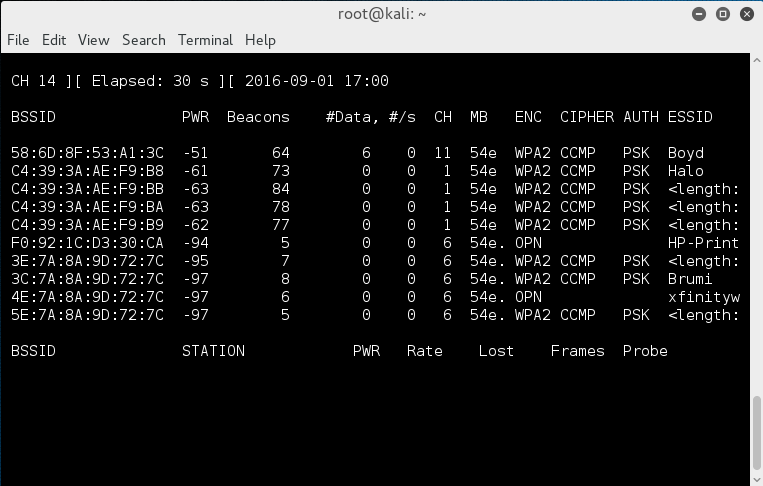 root@kali: ~
File Edit View Search Terminal Help
CH 14 ][ Elapsed: 30 s ][ 2016-09-01 17:00
BSSID PWR Beacons #Data, #/s CH MB ENC CIPHER AUTH ESSID
58:6D:8F:53:A1:3C -51 64 6 0 11 54e WPA2 CCMP PSK Boyd
C4:39:3A:AE:F9:B8 -61 73 0 0 1 54e WPA2 CCMP PSK Halo
C4:39:3A:AE:F9:BB -63 84 0 0 1 54e WPA2 CCMP PSK <length:
C4:39:3A:AE:F9:BA -63 78 0 0 1 54e WPA2 CCMP PSK <length:
C4:39:3A:AE:F9:B9 -62 77 0 0 1 54e WPA2 CCMP PSK <length:
F0:92:1C:D3:30:CA -94 5 0 0 6 54e. OPN HP-Print
3E:7A:8A:9D:72:7C -95 7 0 0 6 54e. WPA2 CCMP PSK <length:
3C:7A:8A:9D:72:7C -97 8 0 0 6 54e. WPA2 CCMP PSK Brumi
4E:7A:8A:9D:72:7C -97 6 0 0 6 54e. OPN xfinityw
5E:7A:8A:9D:72:7C -97 5 0 0 6 54e. WPA2 CCMP PSK <length:
BSSID STATION PWR Rate Lost Frames Probe